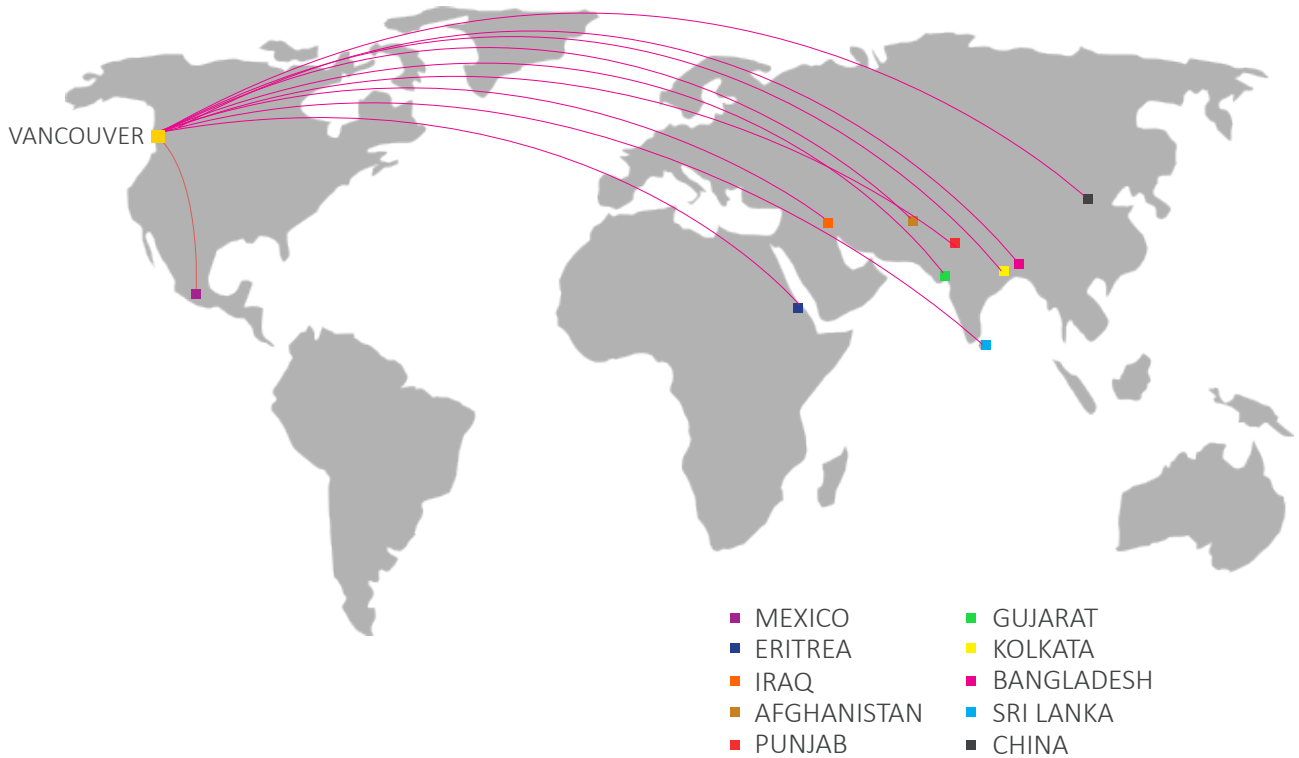 VANCOUVER
MEXICO
ERITREA
IRAQ
AFGHANISTAN
PUNJAB
GUJARAT
KOLKATA
BANGLADESH
SRI LANKA
CHINA